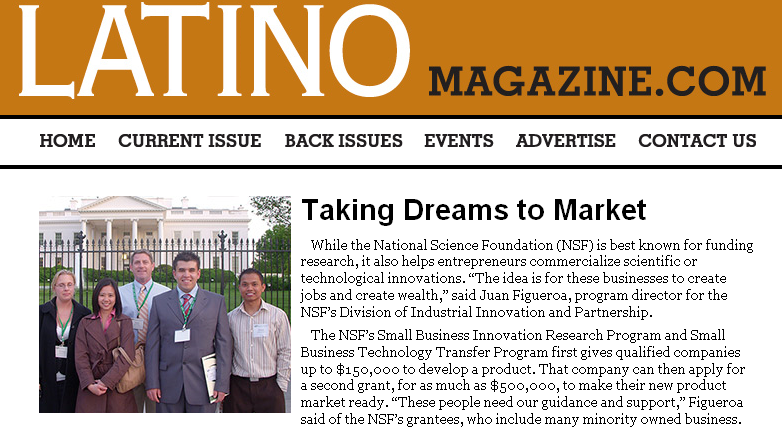 LATINO MAGAZINE.COM
HOME CURRENT ISSUE BACK ISSUES EVENTS ADVERTISE CONTACT US
Taking Dreams to Market
While the National Science Foundation (NSF) is best known for funding
research, it also helps entrepreneurs commercialize scientific or
technological innovations. “The idea is for these businesses to create
jobs and create wealth,” said Juan Figueroa, program director for the
NSF’s Division of Industrial Innovation and Partnership.
The NSF’s Small Business Innovation Research Program and Small
Business Technology Transfer Program first gives qualified companies
up to $150,000 to develop a product. That company can then apply for
a second grant, for as much as $500,000, to make their new product
market ready. “These people need our guidance and support,” Figueroa
said of the NSF’s grantees, who include many minority owned business.